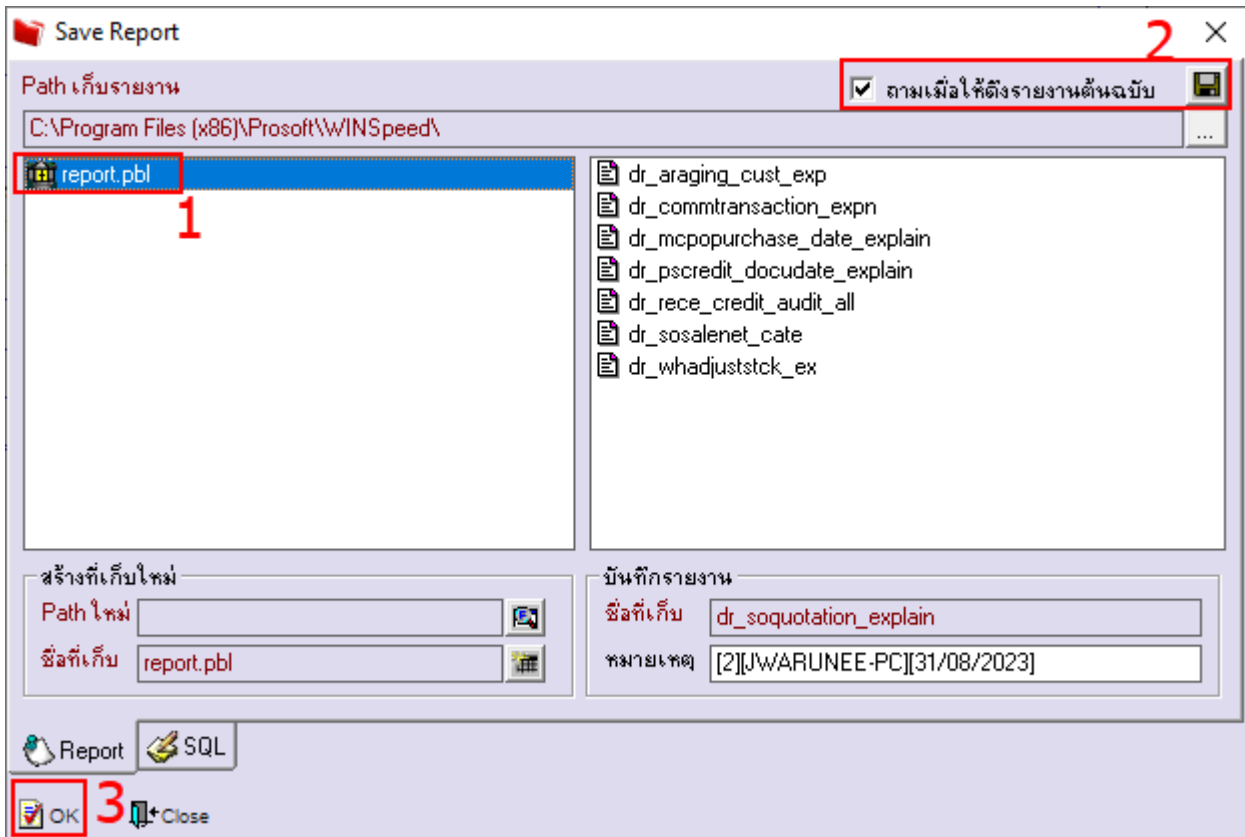 Save Report
2
Path เก็บรายงาน
ถามเมื่อให้ดึงรายงานต้นฉบับ
C:\Program Files (x86)\Prosoft\WINSpeed\
...
report.pbl
1
dr_araging_cust_exp
dr_commtransaction_expn
dr_mcpopurchase_date_explain
dr_pscredit_docudate_explain
dr_rece_credit_audit_all
dr_sosalenet_cate
dr_whadjuststck_ex
สร้างที่เก็บใหม่
Path ใหม่
ชื่อที่เก็บ report.pbl
บันทึกรายงาน
ชื่อที่เก็บ dr_soquotation_explain
หมายเหตุ [2][JWARUNEE-PC][31/08/2023]
Report SQL
OK 3 Close